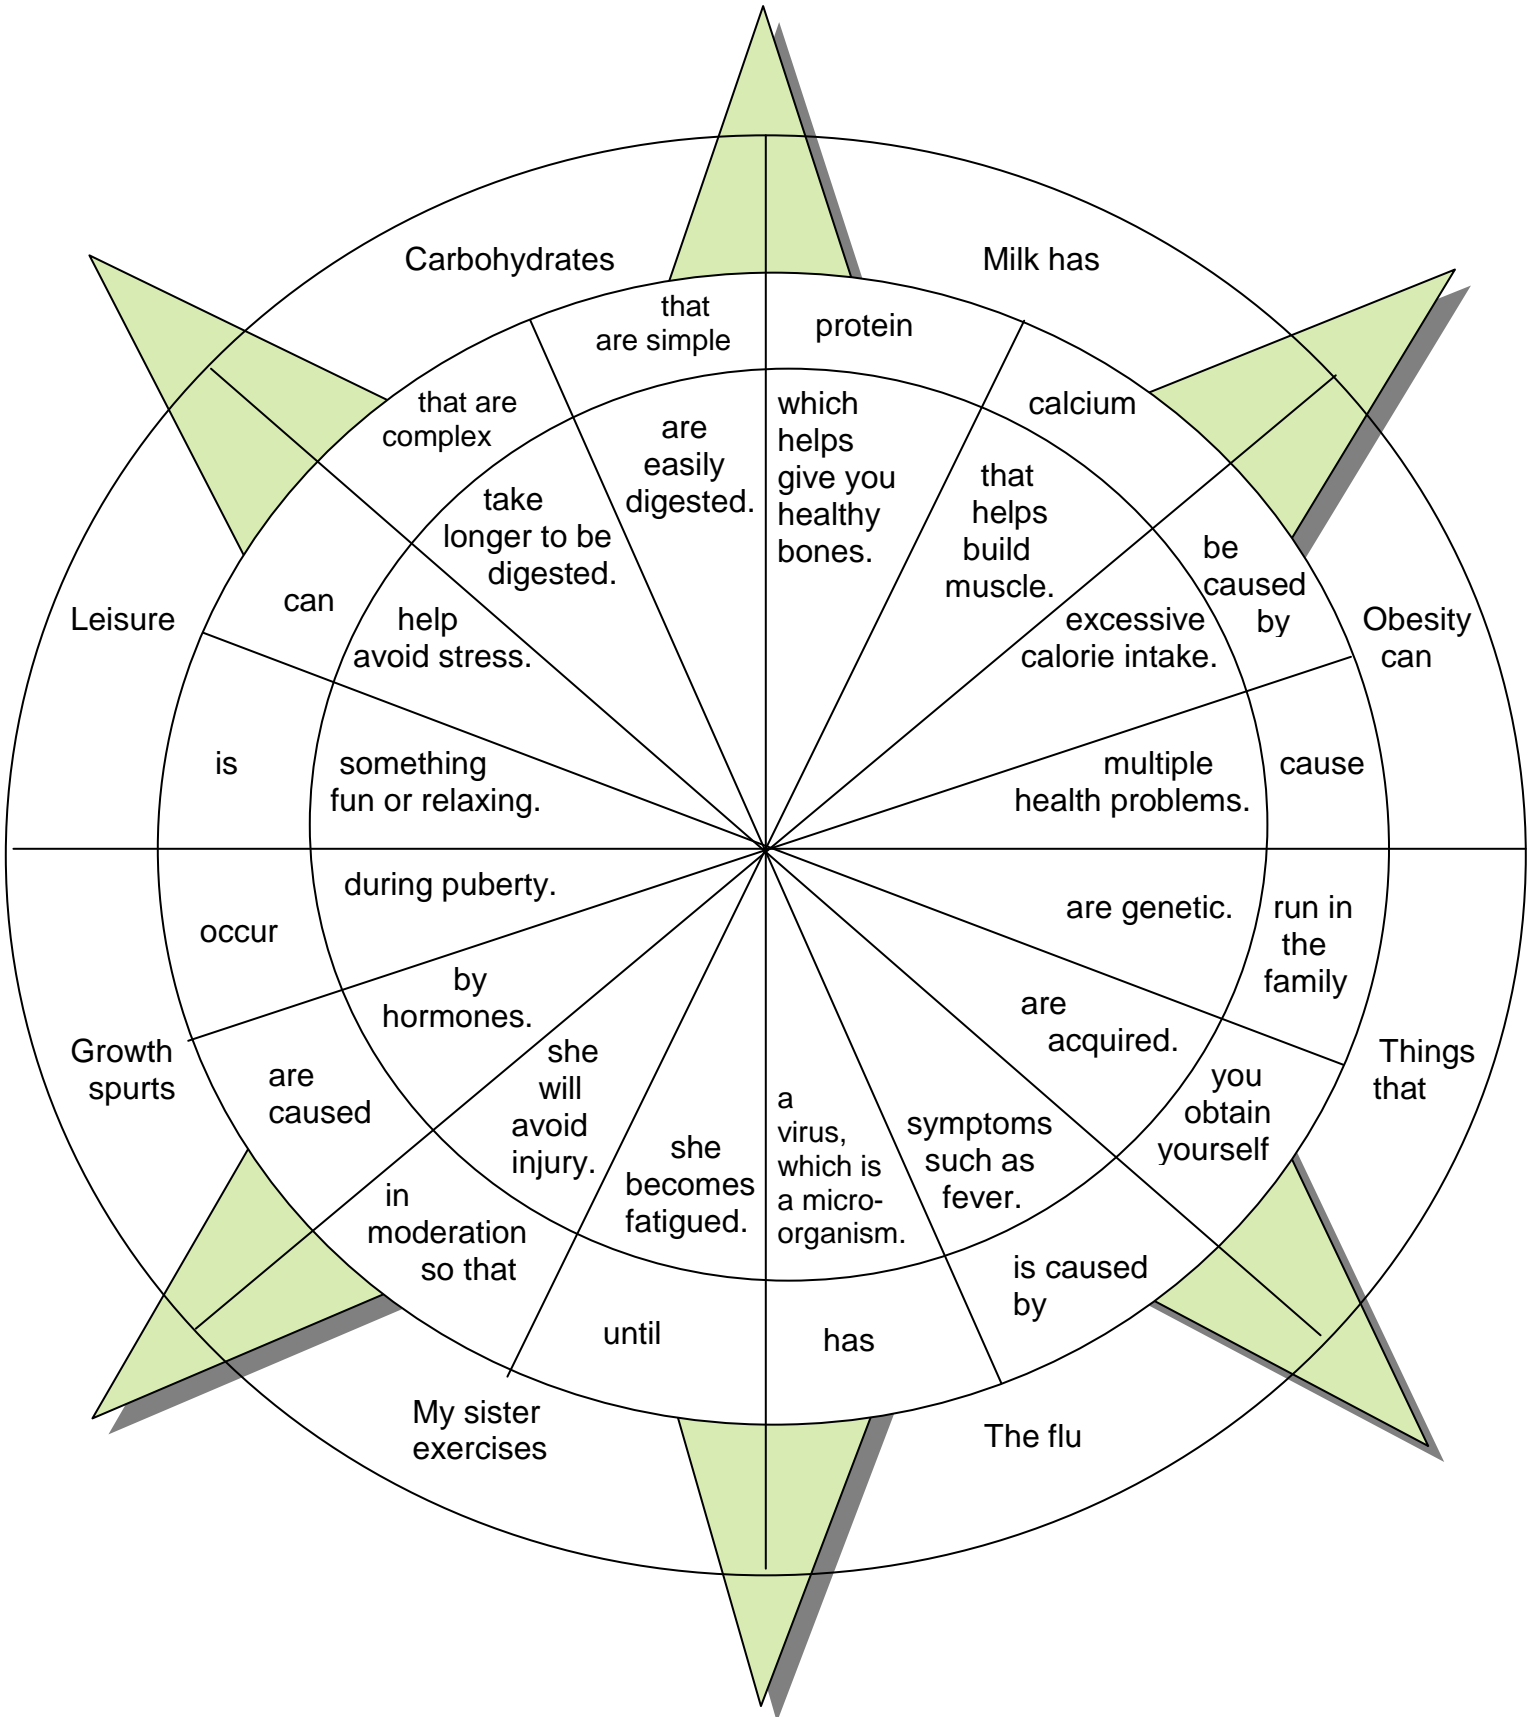 Carbohydrates
Milk has
that
are simple
protein
that are
complex
calcium
are
easily
digested.
which
helps
give you
healthy
bones.
take
longer to be
digested.
that
helps
build
muscle.
Leisure
can
help
avoid stress.
excessive
calorie intake.
be
caused
by
Obesity
can
is
something
fun or relaxing.
multiple
health problems.
cause
occur
during puberty.
are genetic.
run in
the
family
Growth
spurts
are
caused
by
hormones.
are
acquired.
you
obtain
yourself
Things
that
in
moderation
so that
she
will
avoid
injury.
she
becomes
fatigued.
a
virus,
which is
a micro-
organism.
symptoms
such as
fever.
is caused
by
until
has
My sister
exercises
The flu